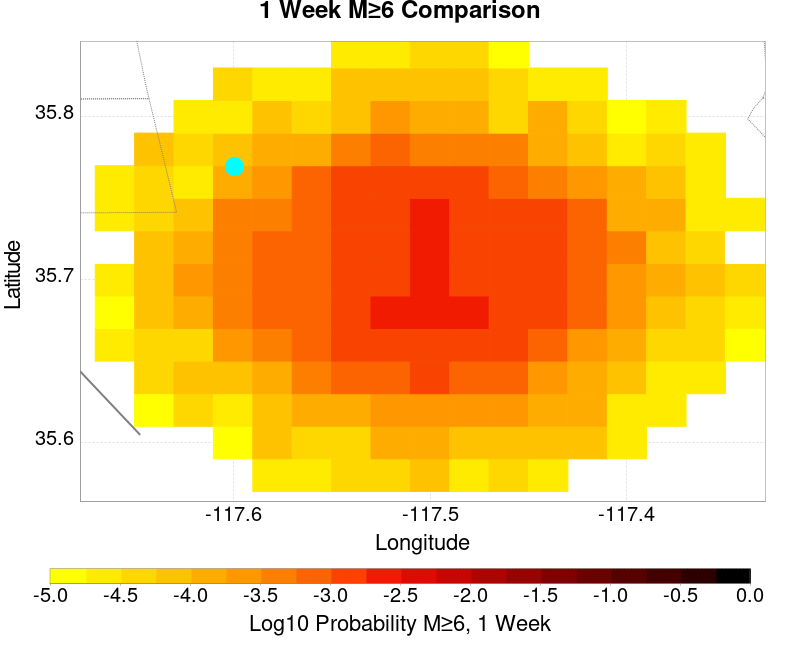 1 Week M≥6 Comparison
35.8
35.7
35.6
Latitude
-117.6 -117.5 -117.4
Longitude
-5.0 -4.5 -4.0 -3.5 -3.0 -2.5 -2.0 -1.5 -1.0 -0.5 0.0
Log10 Probability M≥6, 1 Week